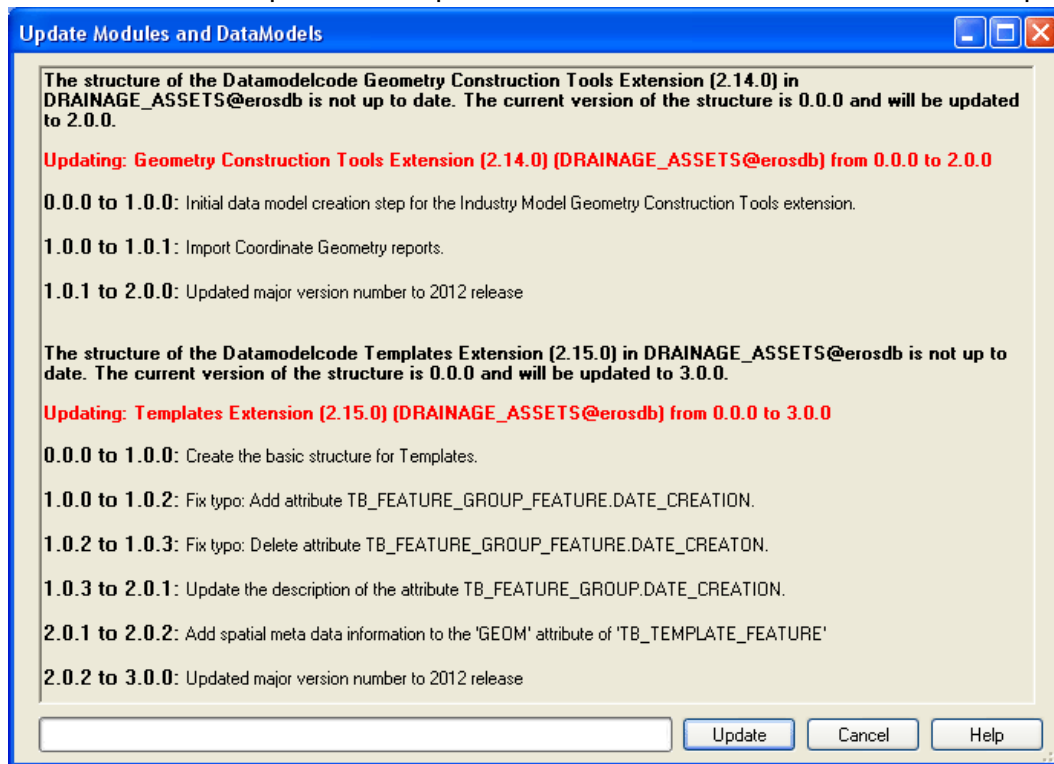 Update Modules and DataModels
The structure of the Datamodelcode Geometry Construction Tools Extension (2.14.0) in
DRAINAGE_ASSETS@erosdb is not up to date. The current version of the structure is 0.0.0 and will be updated
to 2.0.0.
Updating: Geometry Construction Tools Extension (2.14.0) (DRAINAGE_ASSETS@erosdb) from 0.0.0 to 2.0.0
0.0.0 to 1.0.0: Initial data model creation step for the Industry Model Geometry Construction Tools extension.
1.0.0 to 1.0.1: Import Coordinate Geometry reports.
1.0.1 to 2.0.0: Updated major version number to 2012 release
The structure of the Datamodelcode Templates Extension (2.15.0) in DRAINAGE_ASSETS@erosdb is not up to
date. The current version of the structure is 0.0.0 and will be updated to 3.0.0.
Updating: Templates Extension (2.15.0) (DRAINAGE_ASSETS@erosdb) from 0.0.0 to 3.0.0
0.0.0 to 1.0.0: Create the basic structure for Templates.
1.0.0 to 1.0.2: Fix typo: Add attribute TB_FEATURE_GROUP_FEATURE.DATE_CREATION.
1.0.2 to 1.0.3: Fix typo: Delete attribute TB_FEATURE_GROUP_FEATURE.DATE_CREATON.
1.0.3 to 2.0.1: Update the description of the attribute TB_FEATURE_GROUP.DATE_CREATION.
2.0.1 to 2.0.2: Add spatial meta data information to the 'GEOM' attribute of 'TB_TEMPLATE_FEATURE'
2.0.2 to 3.0.0: Updated major version number to 2012 release
Update Cancel Help